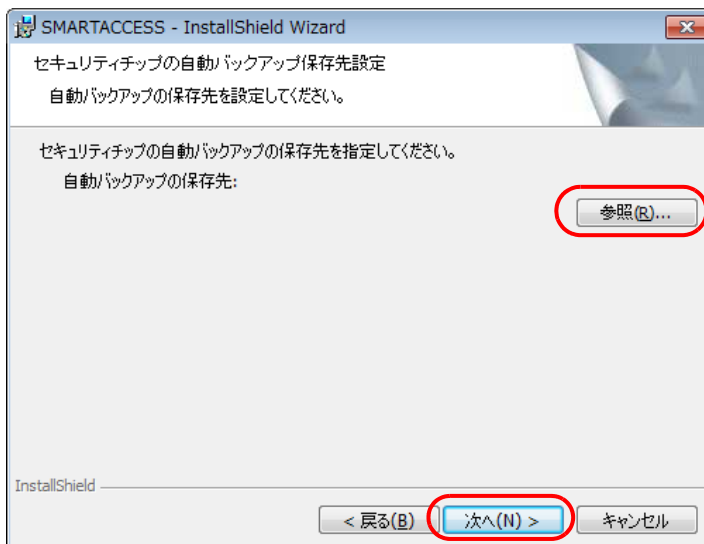 SMARTACCESS - InstallShield Wizard
セキュリティチップの自動バックアップ保存先設定
自動バックアップの保存先を設定してください。
セキュリティチップの自動バックアップの保存先を指定してください。
自動バックアップの保存先:
参照(R)...
InstallShield
< 戻る(B) 次へ(N) > キャンセル